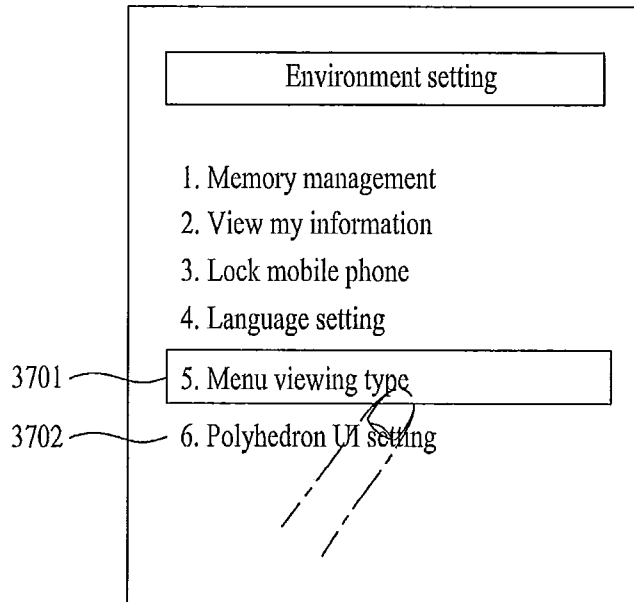 Environment setting
1. Memory management
2. View my information
3. Lock mobile phone
4. Language setting
3701 5. Menu viewing type
3702 6. Polyhedron UI setting